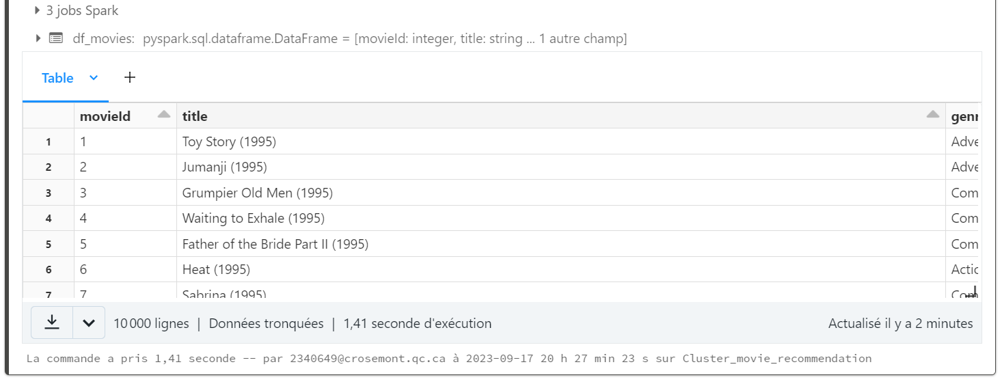 3 jobs Spark
df_movies: pyspark.sql.dataframe.DataFrame = [movieId: integer, title: string ... 1 autre champ]
Table
movieId title
1 1 Toy Story (1995) Adve
2 2 Jumanji (1995) Adve
3 3 Grumpier Old Men (1995) Com
4 4 Waiting to Exhale (1995) Com
5 5 Father of the Bride Part II (1995) Com
6 6 Heat (1995) Actic
7 7 Sabrina (1995) Com
10 000 lignes | Données tronquées | 1,41 seconde d'exécution Actualisé il y a 2 minutes
La commande a pris 1,41 seconde -- par 2340649@crosemont.qc.ca à 2023-09-17 20 h 27 min 23 s sur Cluster_movie_recommendation